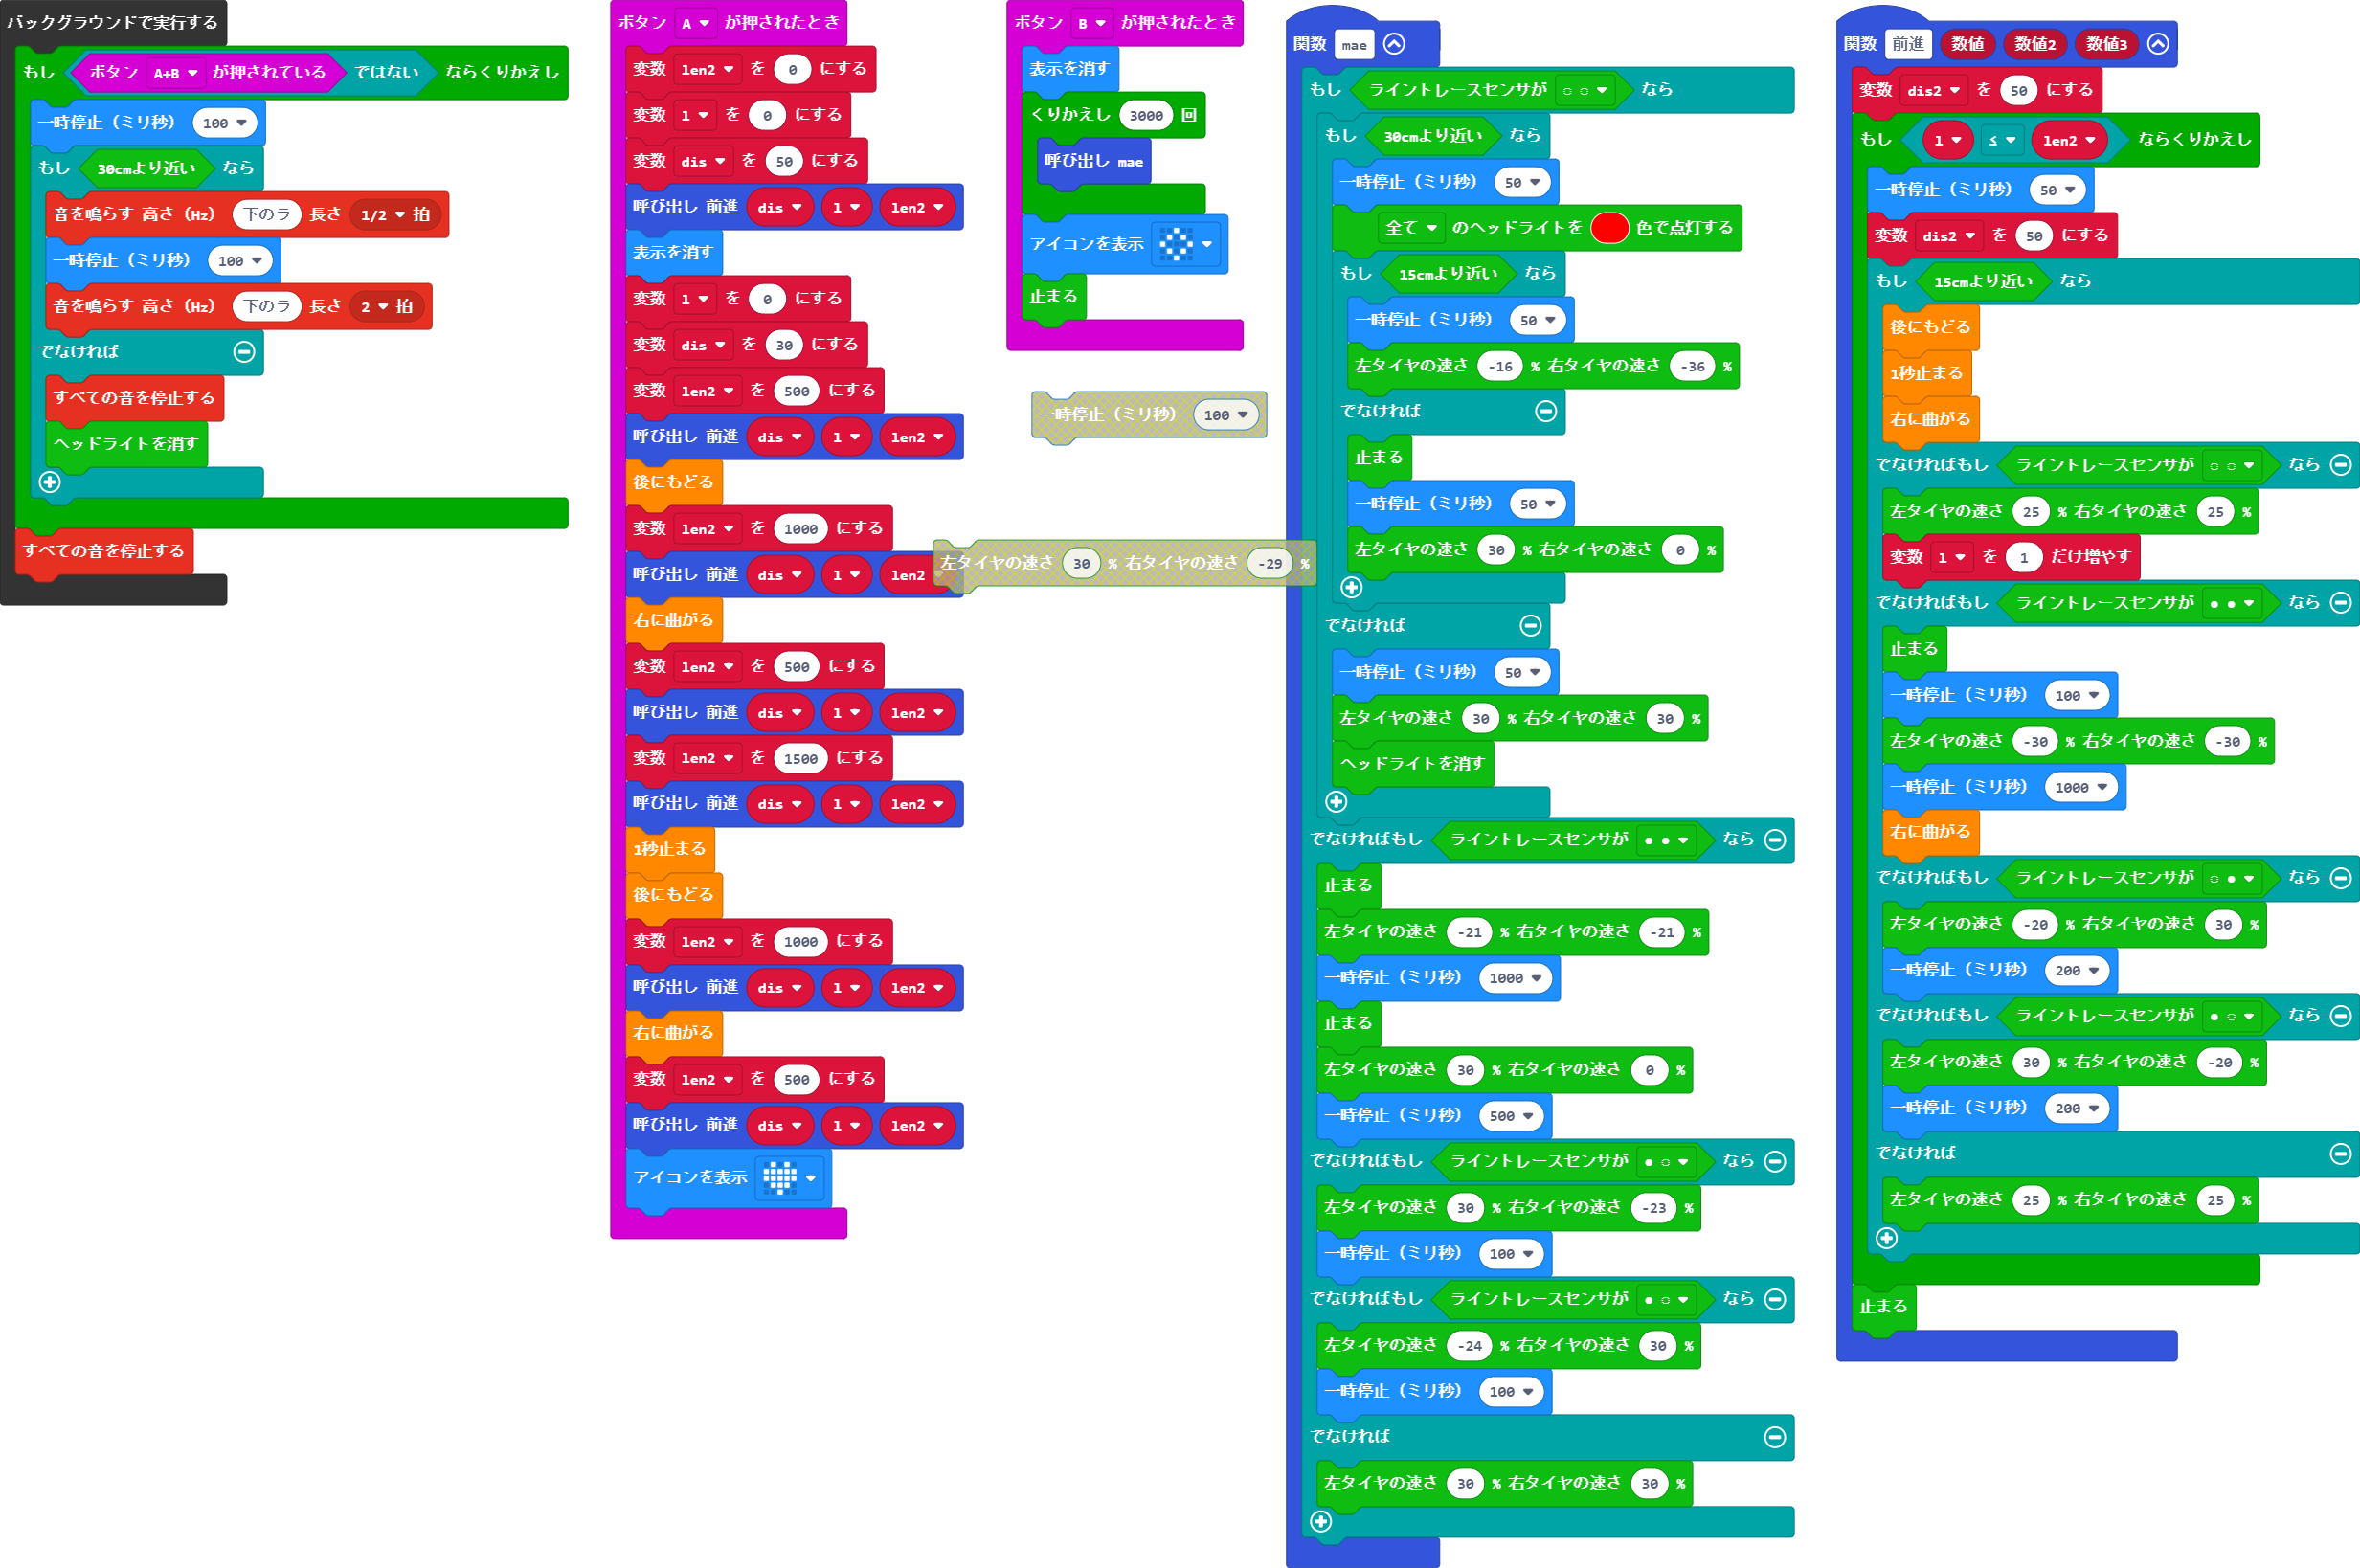 バックグラウンドで実行する
もし ボタン A+B が押されている ではない ならくりかえし
一時停止（ミリ秒） 100
もし 30cmより近い なら
音を鳴らす 高さ（Hz） 下のラ 長さ 1/2 拍
一時停止（ミリ秒） 100
音を鳴らす 高さ（Hz） 下のラ 長さ 2 拍
でなければ
すべての音を停止する
ヘッドライトを消す
すべての音を停止する
ボタン A が押されたとき
変数 len2 を 0 にする
変数 l を 0 にする
変数 dis を 50 にする
呼び出し 前進 dis l len2
表示を消す
変数 l を 0 にする
変数 dis を 30 にする
変数 len2 を 500 にする
呼び出し 前進 dis l len2
後にもどる
変数 len2 を 1000 にする
呼び出し 前進 dis l len2
右に曲がる
変数 len2 を 500 にする
呼び出し 前進 dis l len2
変数 len2 を 1500 にする
呼び出し 前進 dis l len2
1秒止まる
後にもどる
変数 len2 を 1000 にする
呼び出し 前進 dis l len2
右に曲がる
変数 len2 を 500 にする
呼び出し 前進 dis l len2
アイコンを表示
ボタン B が押されたとき
表示を消す
くりかえし 3000 回
呼び出し mae
アイコンを表示
止まる
一時停止（ミリ秒） 100
左タイヤの速さ 30 % 右タイヤの速さ -29 %
関数 mae
もし ライントレースセンサが ○ ○ なら
もし 30cmより近い なら
一時停止（ミリ秒） 50
全て のヘッドライトを 色で点灯する
もし 15cmより近い なら
一時停止（ミリ秒） 50
左タイヤの速さ -16 % 右タイヤの速さ -36 %
でなければ
止まる
一時停止（ミリ秒） 50
左タイヤの速さ 30 % 右タイヤの速さ 0 %
でなければ
一時停止（ミリ秒） 50
左タイヤの速さ 30 % 右タイヤの速さ 30 %
ヘッドライトを消す
でなければもし ライントレースセンサが ● ● なら
止まる
左タイヤの速さ -21 % 右タイヤの速さ -21 %
一時停止（ミリ秒） 1000
止まる
左タイヤの速さ 30 % 右タイヤの速さ 0 %
一時停止（ミリ秒） 500
でなければもし ライントレースセンサが ● ○ なら
左タイヤの速さ 30 % 右タイヤの速さ -23 %
一時停止（ミリ秒） 100
でなければもし ライントレースセンサが ● ○ なら
左タイヤの速さ -24 % 右タイヤの速さ 30 %
一時停止（ミリ秒） 100
でなければ
左タイヤの速さ 30 % 右タイヤの速さ 30 %
関数 前進 数値 数値2 数値3
変数 dis2 を 50 にする
もし l ≤ len2 ならくりかえし
一時停止（ミリ秒） 50
変数 dis2 を 50 にする
もし 15cmより近い なら
後にもどる
1秒止まる
右に曲がる
でなければもし ライントレースセンサが ○ ○ なら
左タイヤの速さ 25 % 右タイヤの速さ 25 %
変数 l を 1 だけ増やす
でなければもし ライントレースセンサが ● ● なら
止まる
一時停止（ミリ秒） 100
左タイヤの速さ -30 % 右タイヤの速さ -30 %
一時停止（ミリ秒） 1000
右に曲がる
でなければもし ライントレースセンサが ○ ● なら
左タイヤの速さ -20 % 右タイヤの速さ 30 %
一時停止（ミリ秒） 200
でなければもし ライントレースセンサが ● ○ なら
左タイヤの速さ 30 % 右タイヤの速さ -20 %
一時停止（ミリ秒） 200
でなければ
左タイヤの速さ 25 % 右タイヤの速さ 25 %
止まる